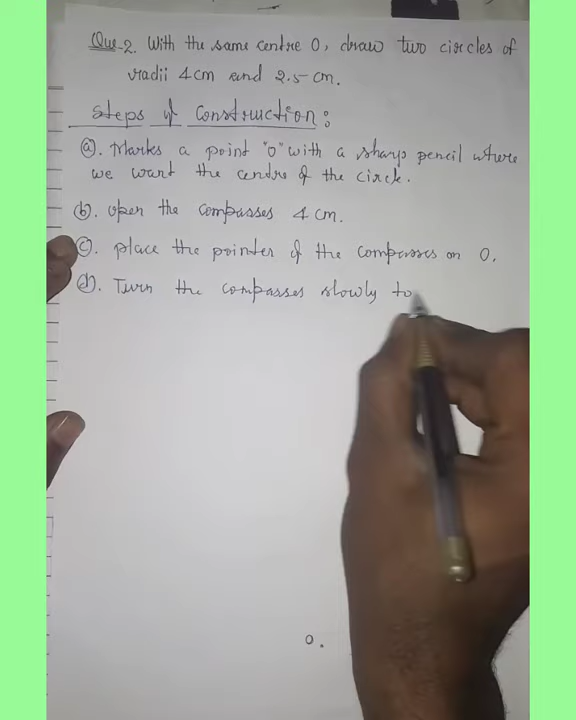 Que-2. With the same centre O, draw two circles of
radii 4cm and 2.5 cm.
Steps of Construction:
(a). Marks a point "O" with a sharp pencil where
we want the centre of the circle.
(b). open the compasses 4 cm.
(c). place the pointer of the compasses on O.
(d). Turn the compasses slowly to
O.